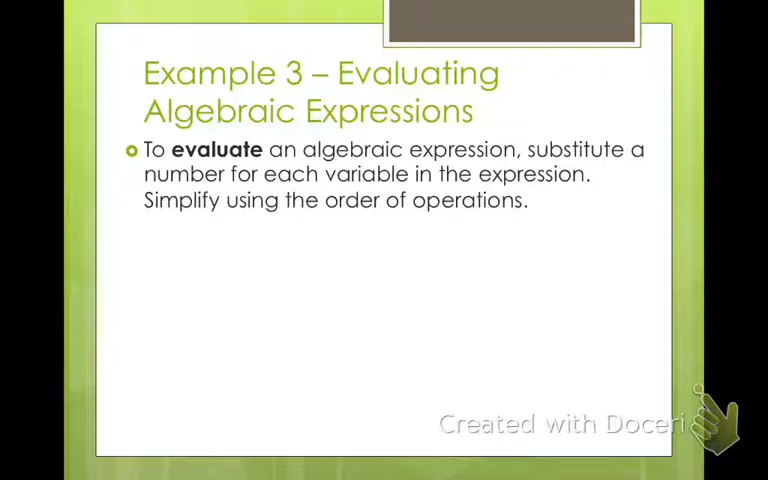 Example 3 – Evaluating
Algebraic Expressions
To evaluate an algebraic expression, substitute a
number for each variable in the expression.
Simplify using the order of operations.
Created with Doceri